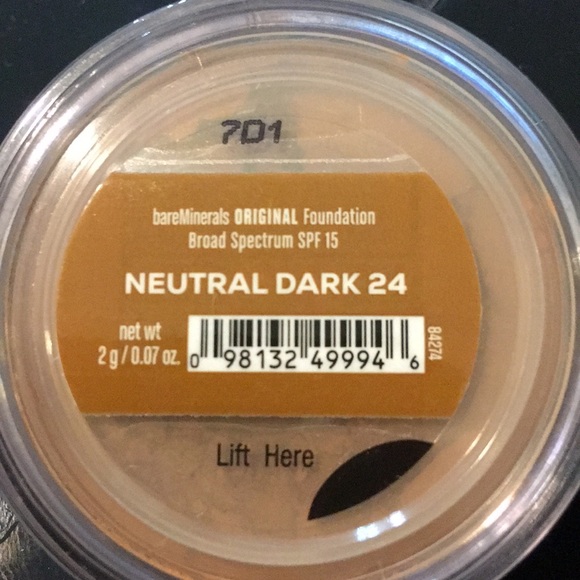 7D1
bareMinerals ORIGINAL Foundation
Broad Spectrum SPF 15
NEUTRAL DARK 24
net wt
2 g / 0.07 oz.
0 98132 49994 6
84274
Lift Here